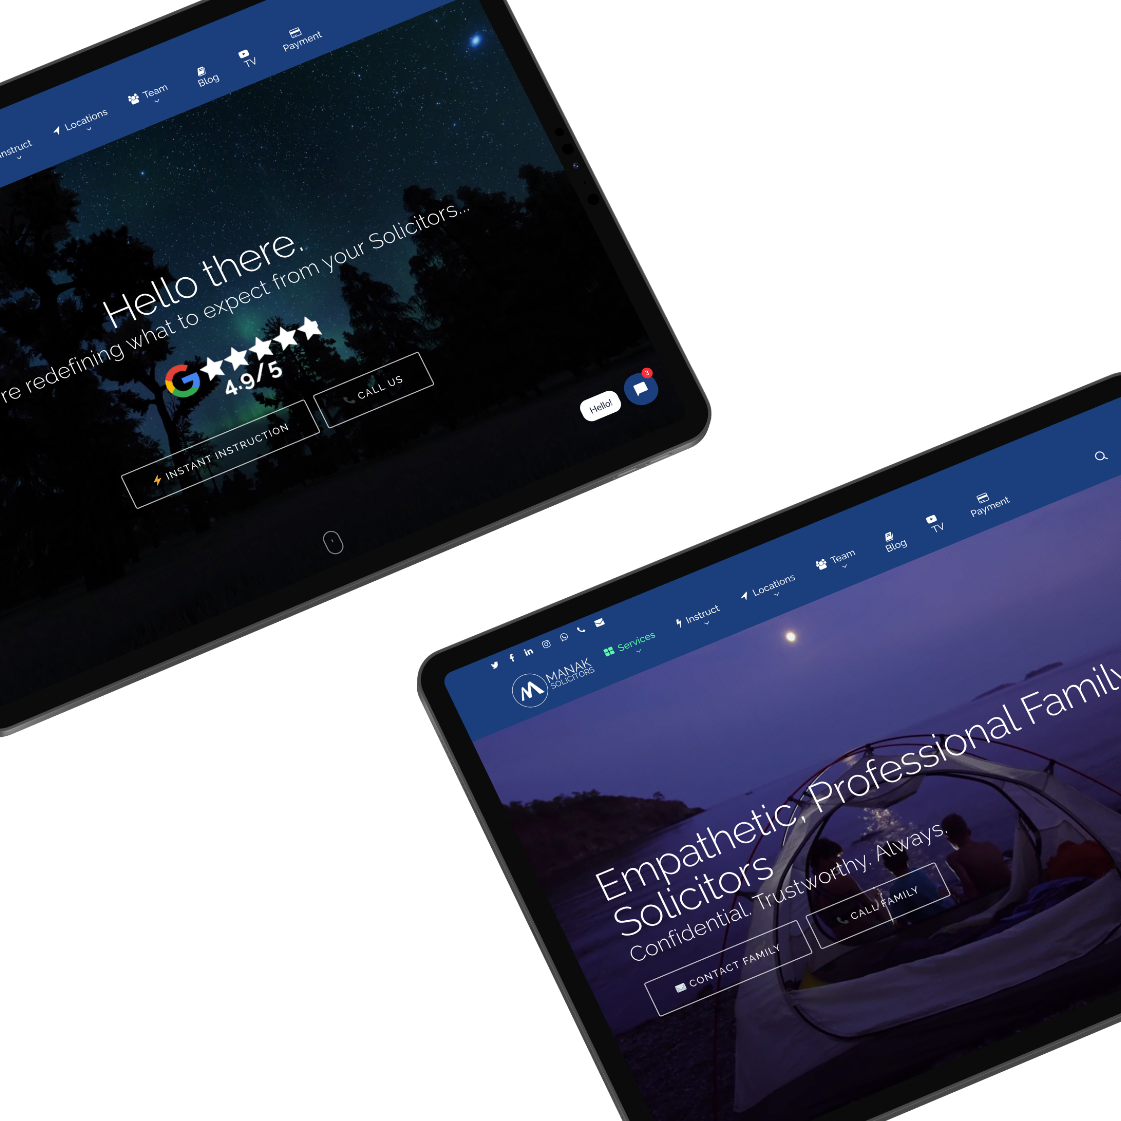 Instruct
Locations
Team
Blog
TV
Payment
Hello there.
re redefining what to expect from your Solicitors...
4.9/5
INSTANT INSTRUCTION
CALL US
Hello!
3
MANAK
SOLICITORS
Services
Instruct
Locations
Team
Blog
TV
Payment
Empathetic, Professional Family
Solicitors
Confidential. Trustworthy. Always.
CONTACT FAMILY
CALL FAMILY